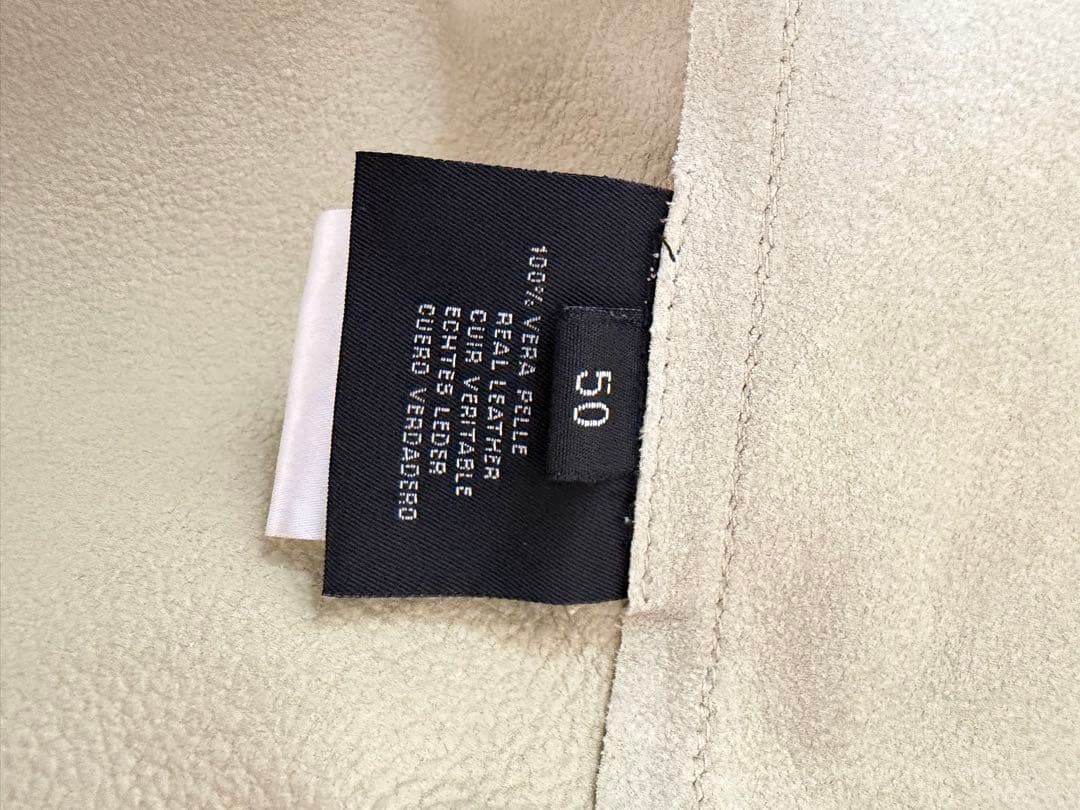 50
100% VERA PELLE
REAL LEATHER
CUIR VERITABLE
ECHTES LEDER
CUERO VERDADERO